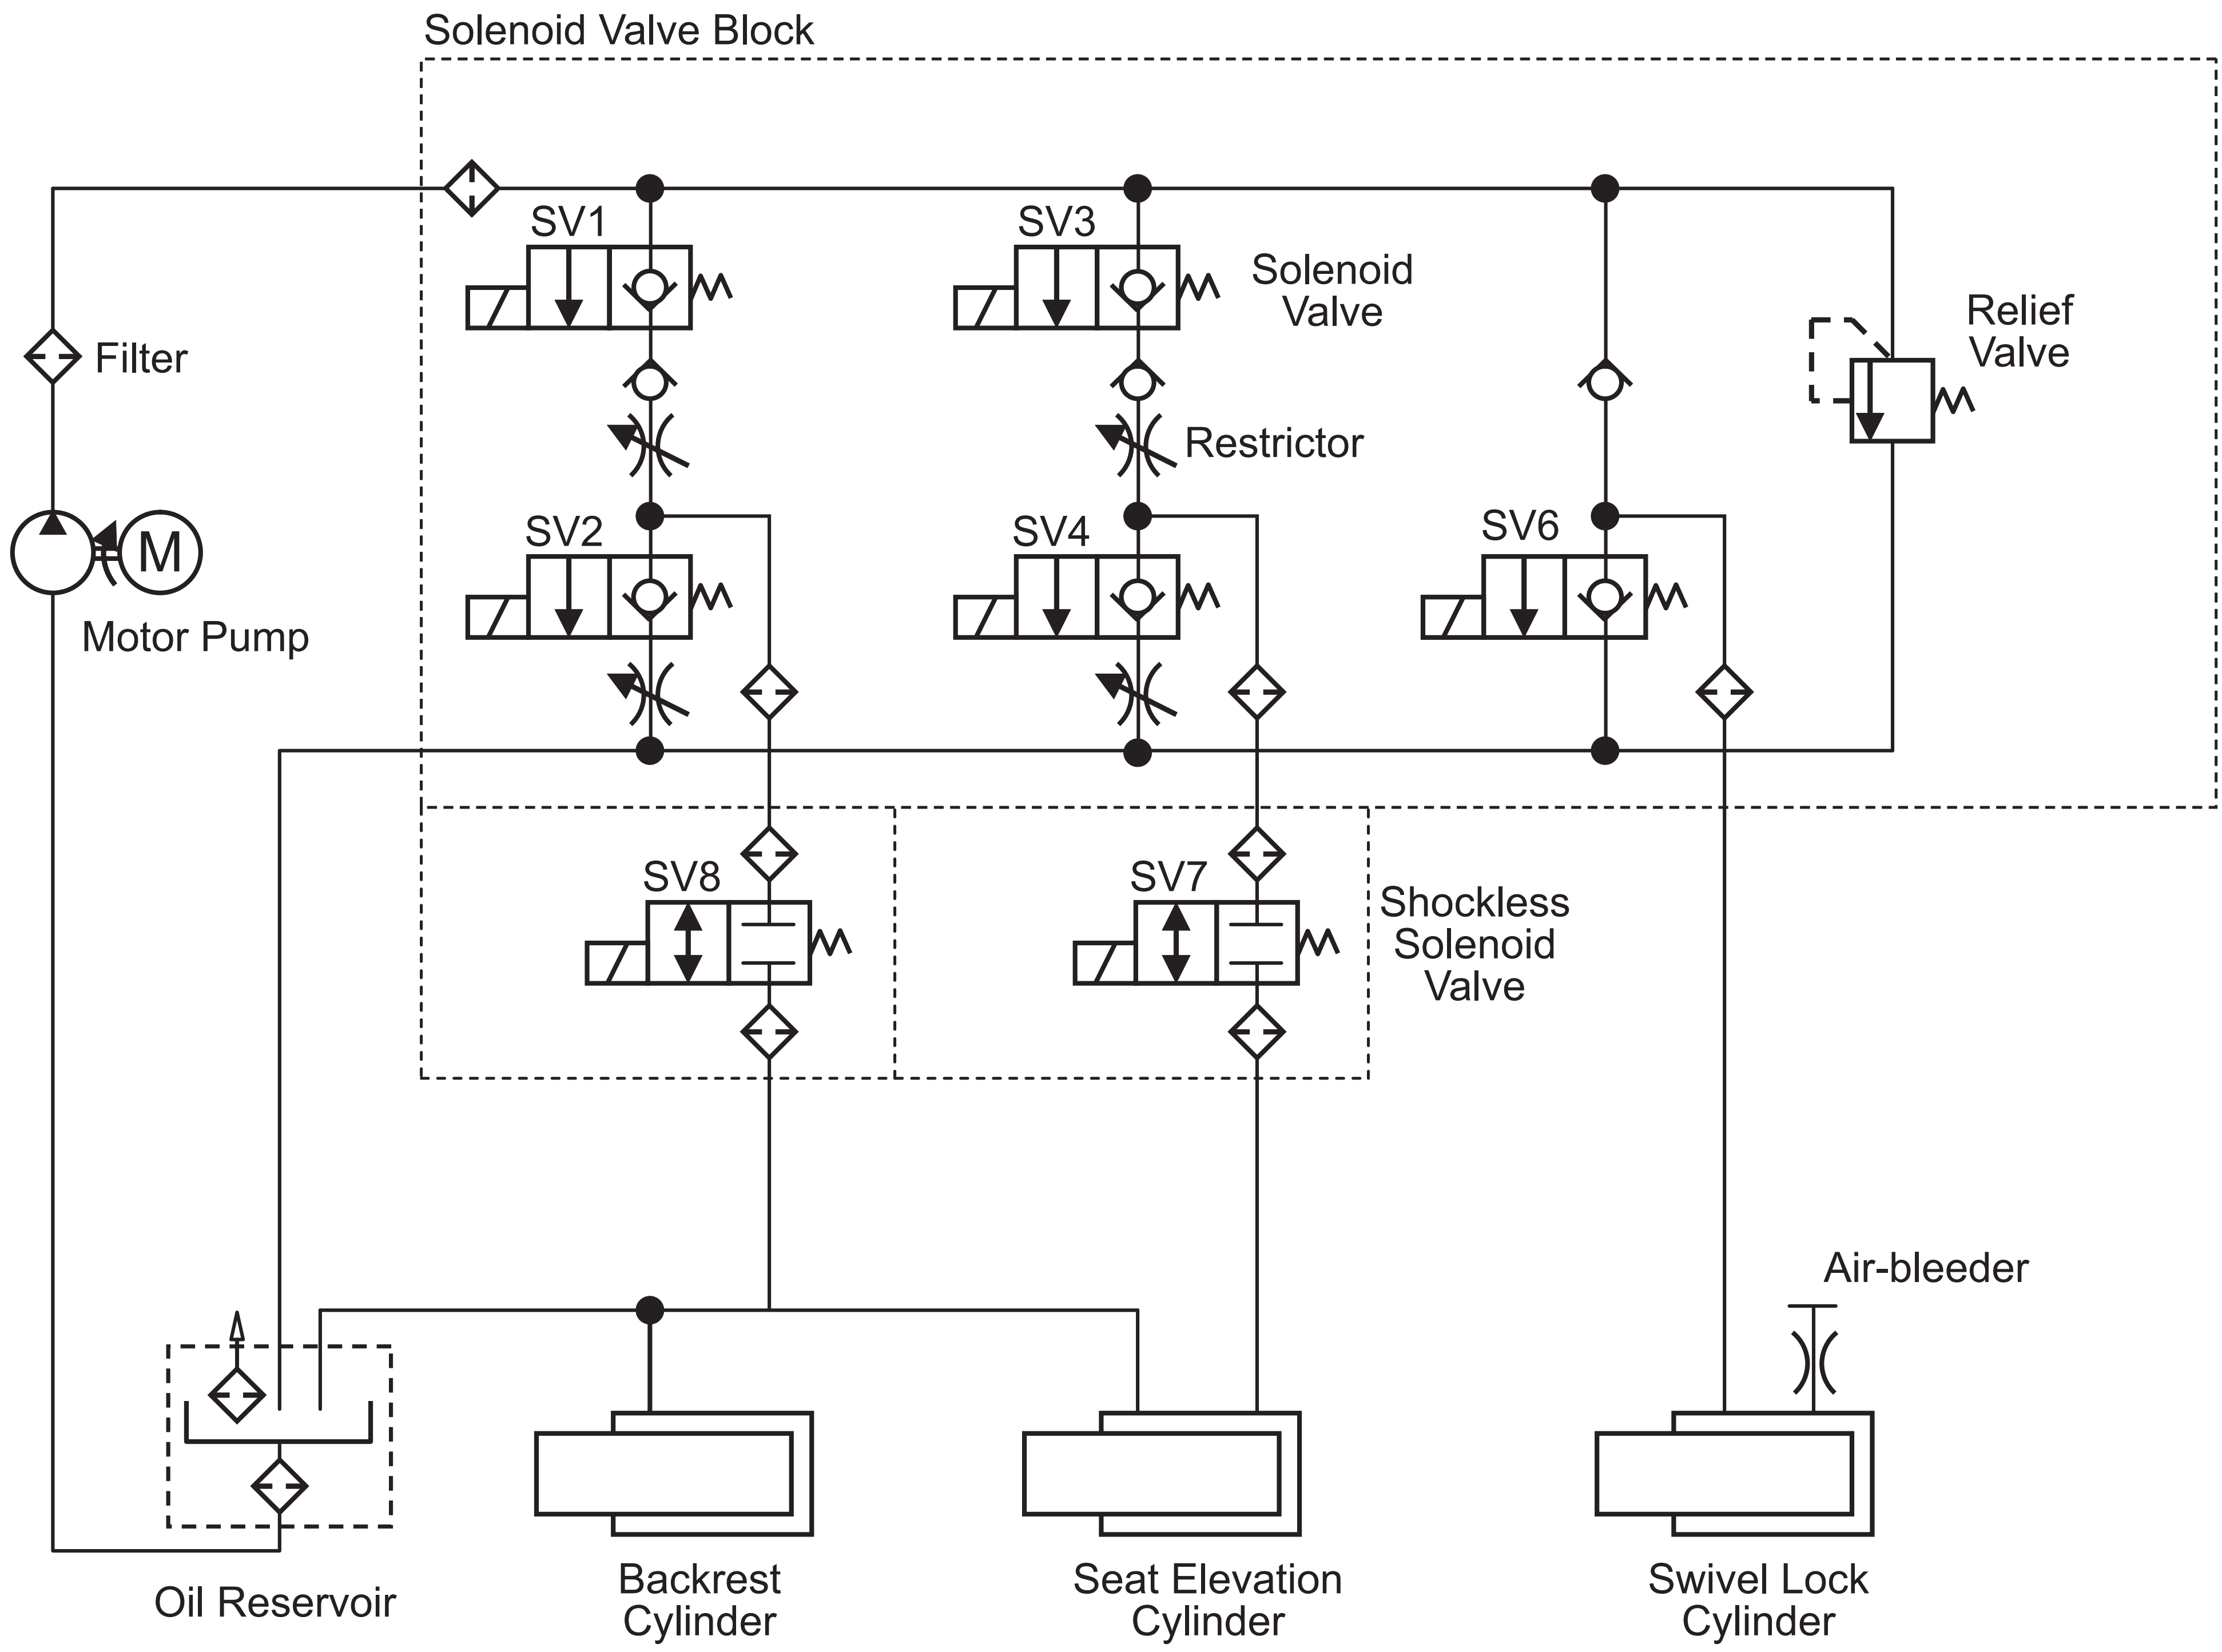 Solenoid Valve Block
SV1
SV3
Solenoid
Valve
Relief
Valve
Filter
Restrictor
SV2
SV4
SV6
M
Motor Pump
SV8
SV7
Shockless
Solenoid
Valve
Air-bleeder
Oil Reservoir
Backrest
Cylinder
Seat Elevation
Cylinder
Swivel Lock
Cylinder